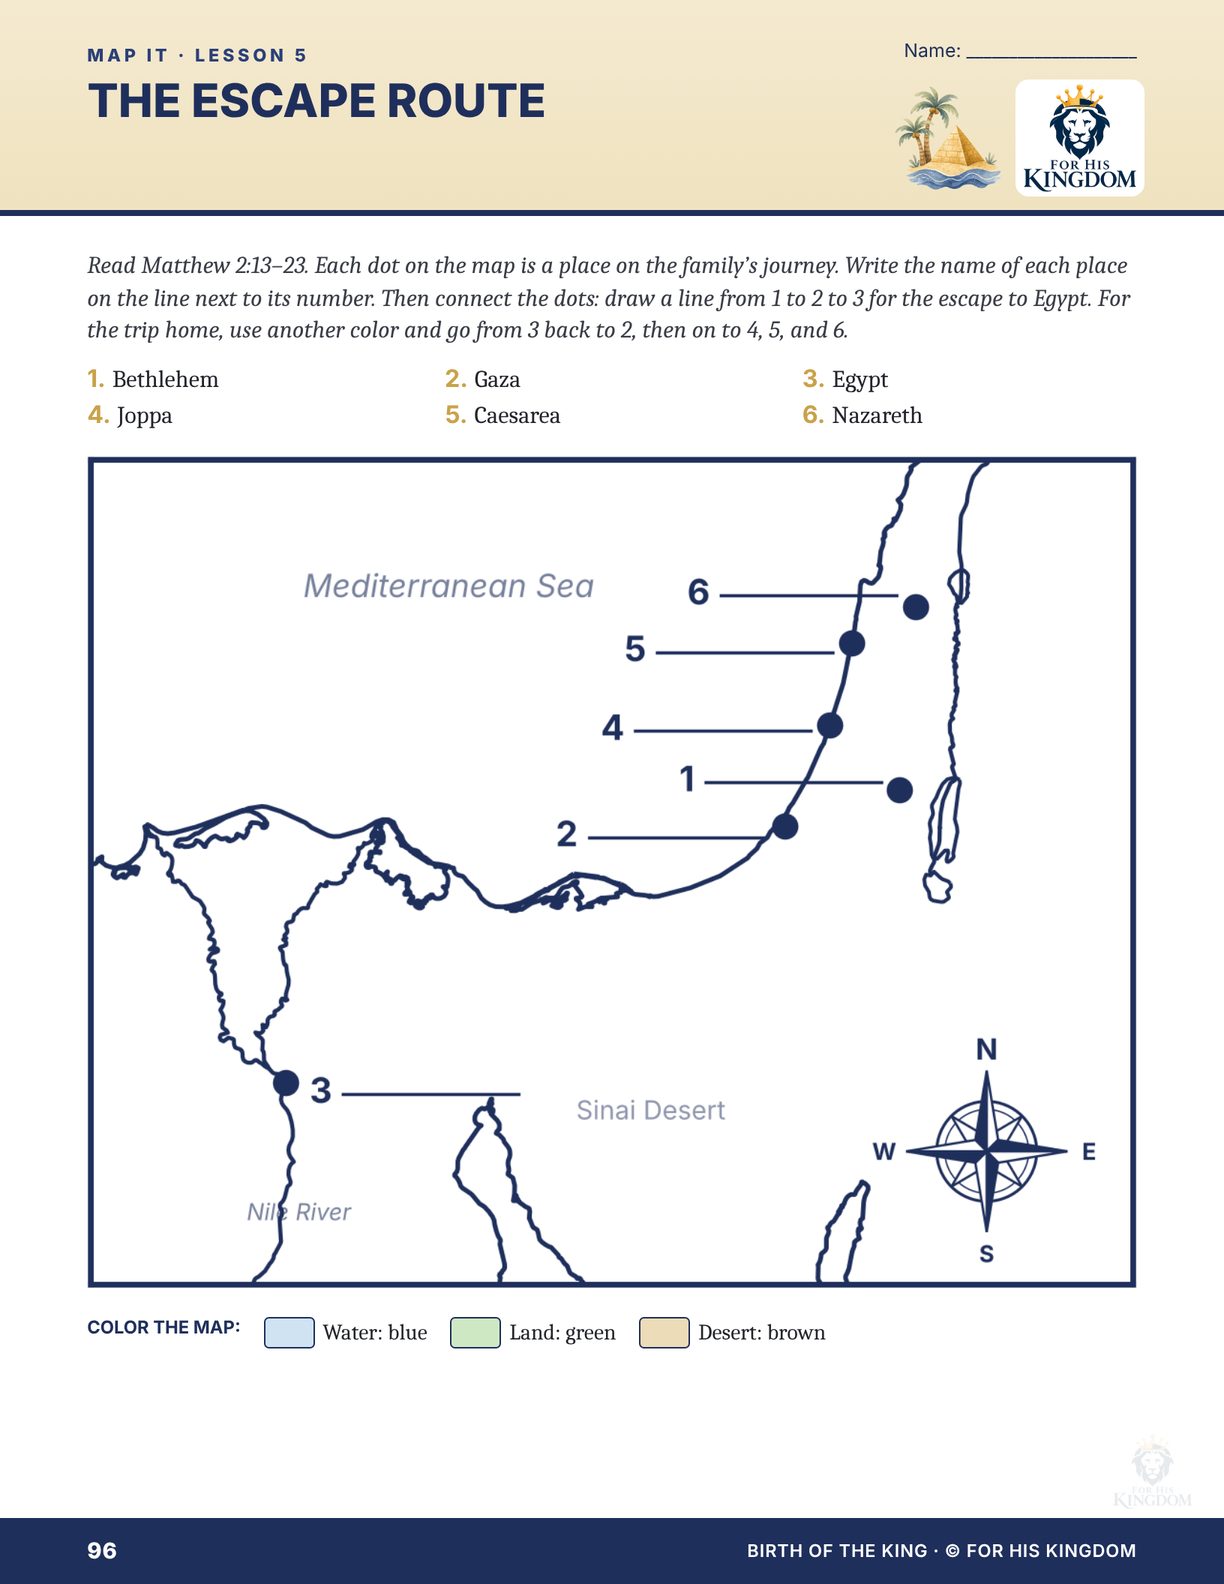 MAP IT · LESSON 5
Name: ________________
THE ESCAPE ROUTE
FOR HIS
KINGDOM
Read Matthew 2:13–23. Each dot on the map is a place on the family’s journey. Write the name of each place
on the line next to its number. Then connect the dots: draw a line from 1 to 2 to 3 for the escape to Egypt. For
the trip home, use another color and go from 3 back to 2, then on to 4, 5, and 6.
1. Bethlehem
2. Gaza
3. Egypt
4. Joppa
5. Caesarea
6. Nazareth
Mediterranean Sea
6
5
4
1
2
N
3
Sinai Desert
W
E
Nile River
S
COLOR THE MAP:
Water: blue
Land: green
Desert: brown
FOR HIS
KINGDOM
96
BIRTH OF THE KING · © FOR HIS KINGDOM